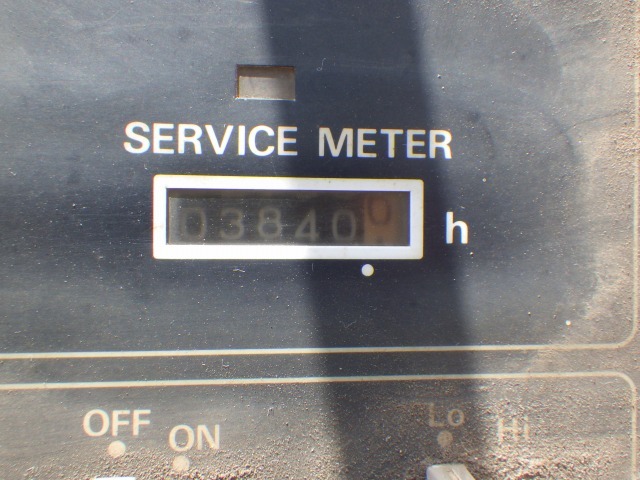 SERVICE METER
038400 h
OFF ON Lo Hi